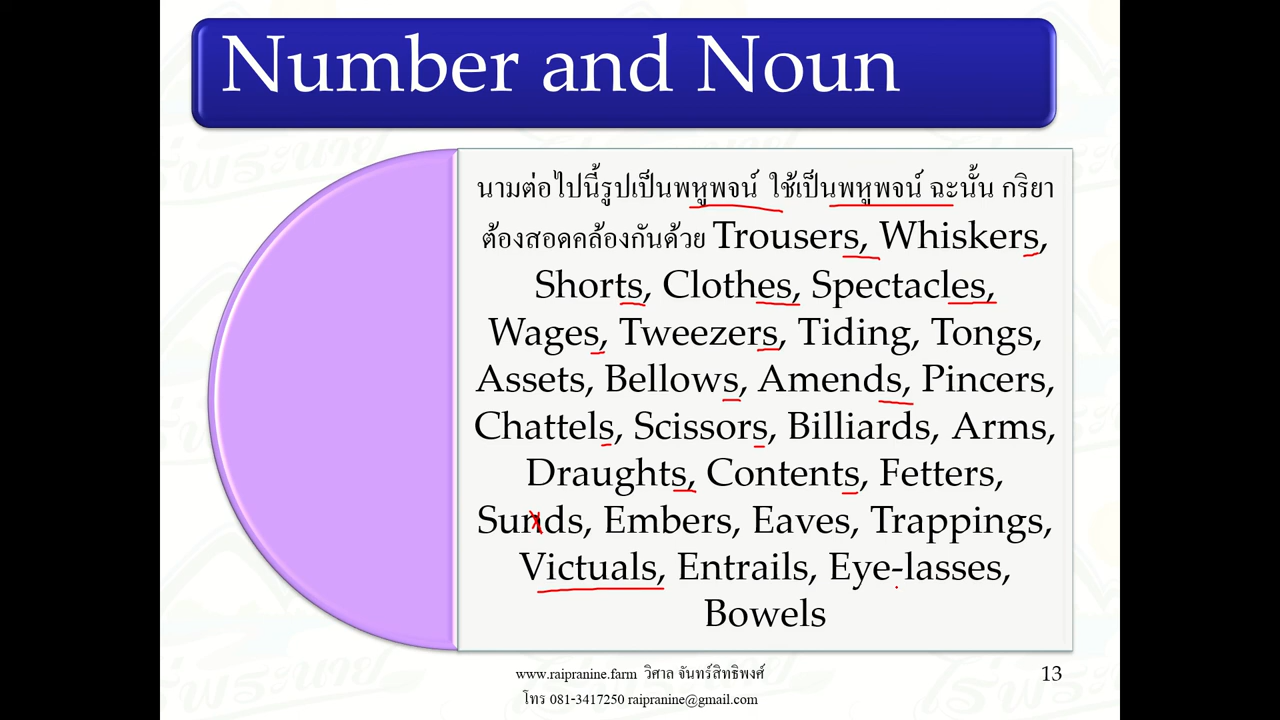 Number and Noun
นามต่อไปนี้รูปเป็นพหูพจน์ ใช้เป็นพหูพจน์ ฉะนั้น กริยา
ต้องสอดคล้องกันด้วย Trousers, Whiskers,
Shorts, Clothes, Spectacles,
Wages, Tweezers, Tiding, Tongs,
Assets, Bellows, Amends, Pincers,
Chattels, Scissors, Billiards, Arms,
Draughts, Contents, Fetters,
Sunds, Embers, Eaves, Trappings,
Victuals, Entrails, Eye-lasses,
Bowels
www.raipranine.farm วิศาล จันทร์สิทธิพงศ์
โทร 081-3417250 raipranine@gmail.com
13